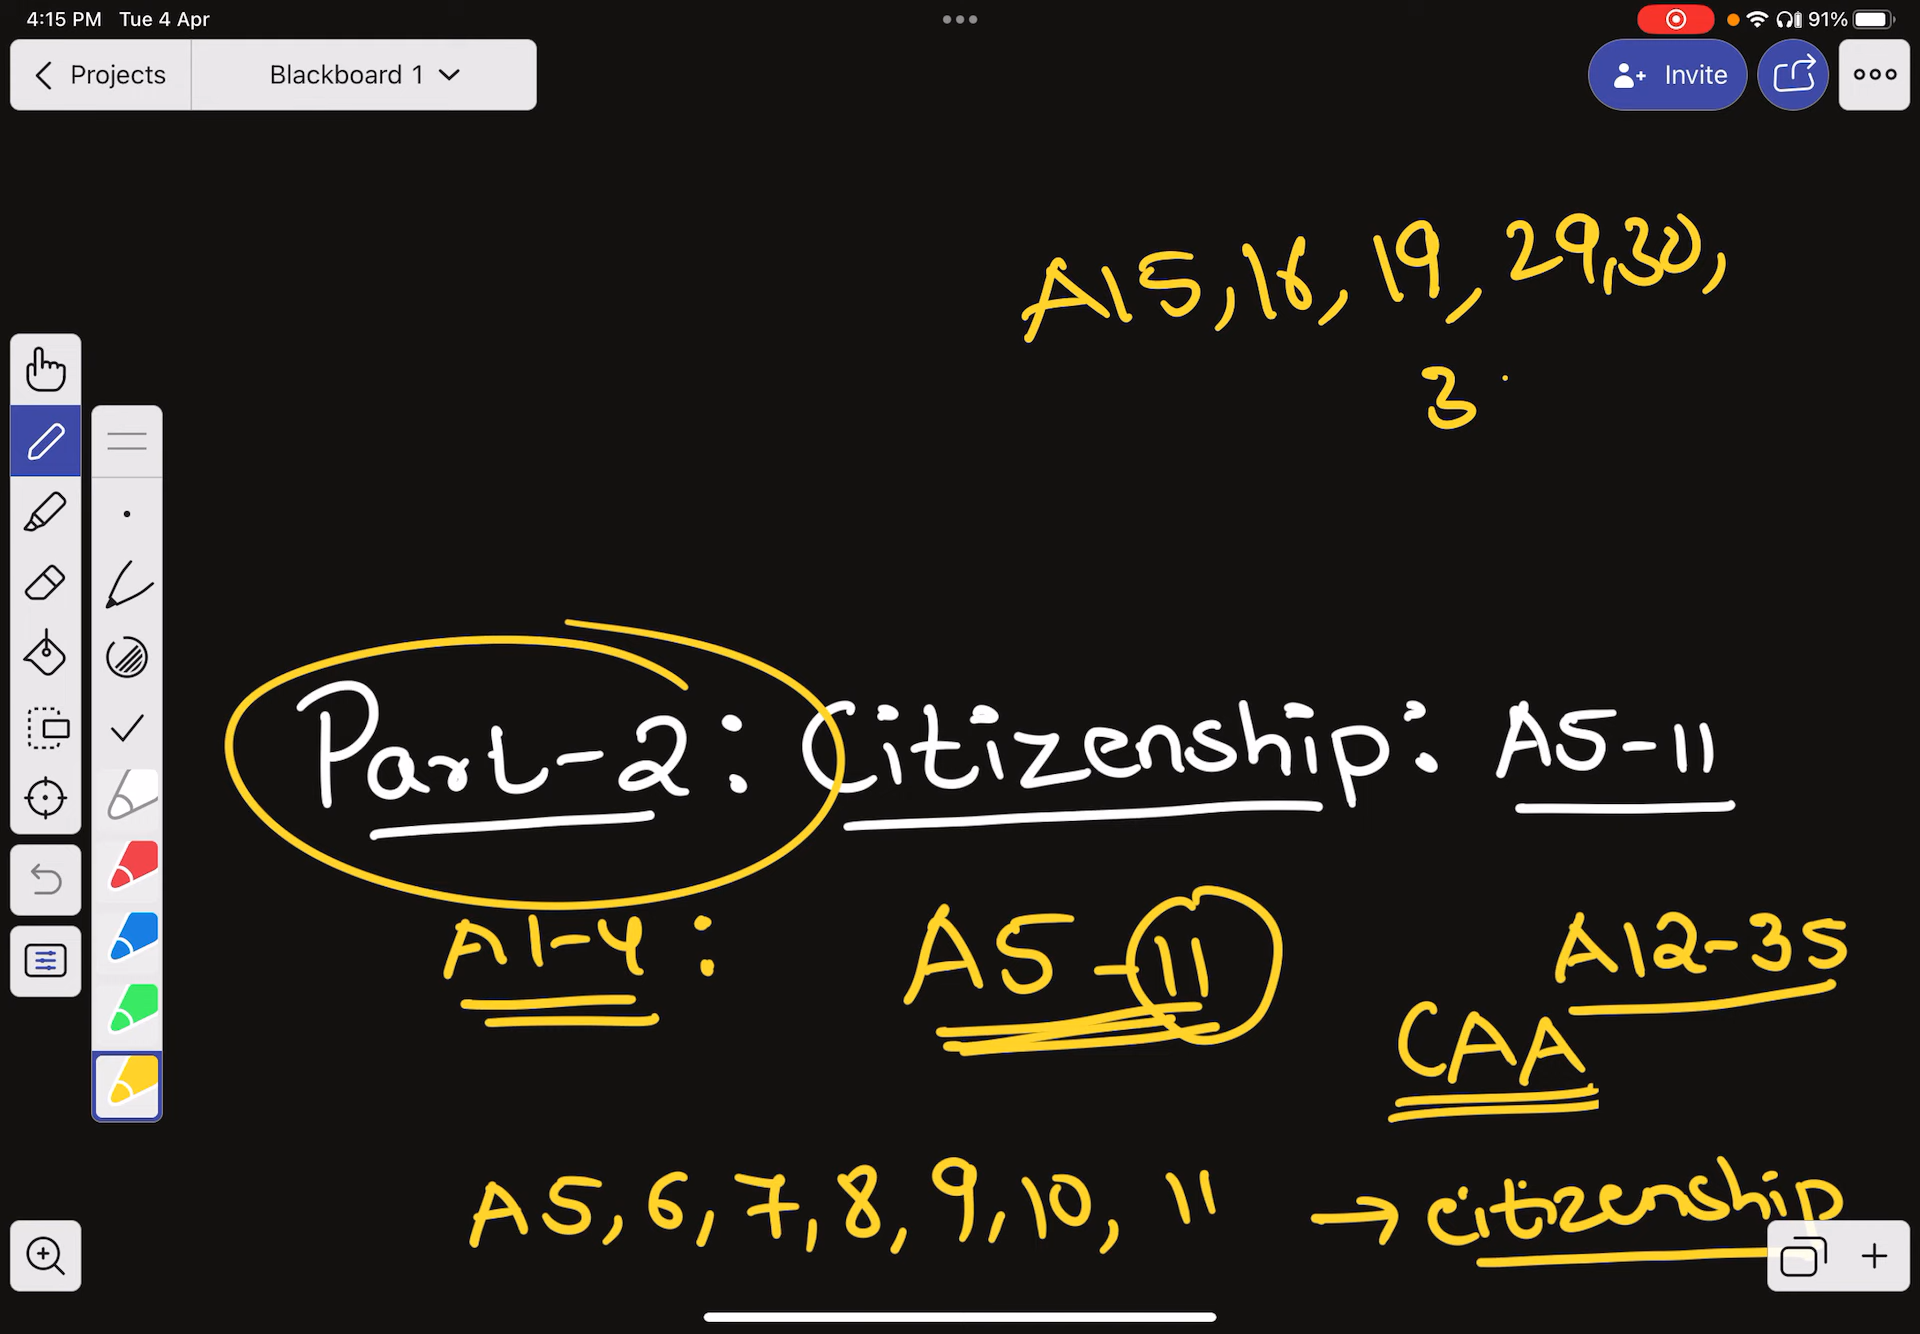 4:15 PM Tue 4 Apr
91%
Projects
Blackboard 1
Invite
A15, 16, 19, 29, 30,
3
Part-2: Citizenship: A5-11
A1-4: A5-11 A12-35
CAA
A5, 6, 7, 8, 9, 10, 11 → citizenship